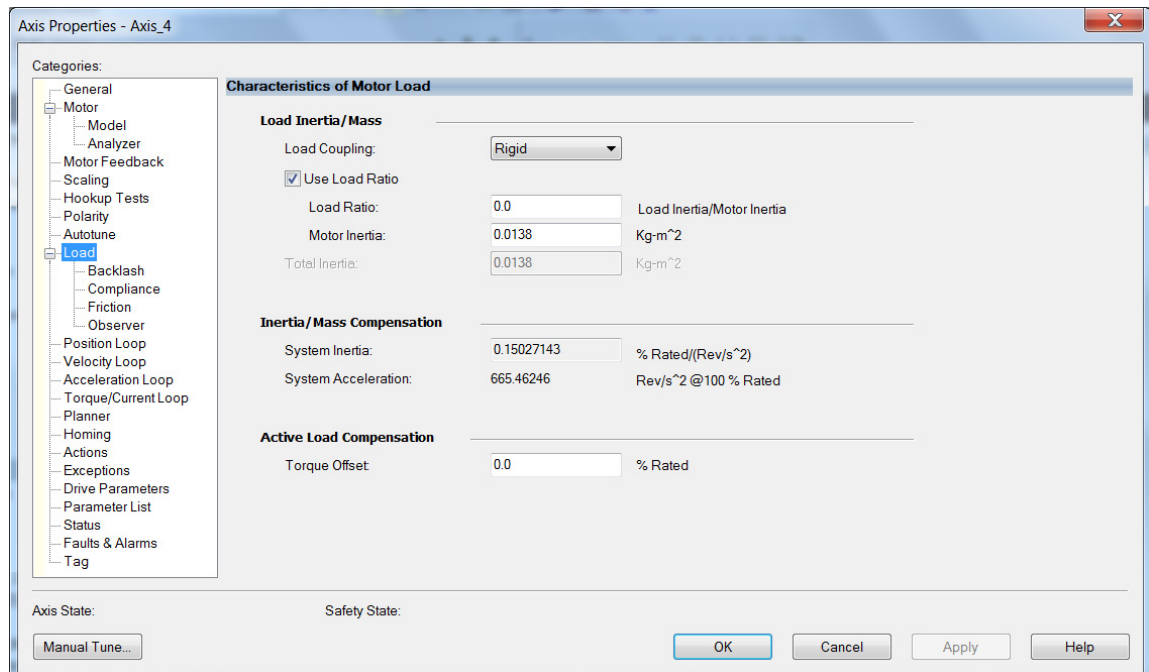 Axis Properties - Axis_4
Categories:
General
Motor
Model
Analyzer
Motor Feedback
Scaling
Hookup Tests
Polarity
Autotune
Load
Backlash
Compliance
Friction
Observer
Position Loop
Velocity Loop
Acceleration Loop
Torque/Current Loop
Planner
Homing
Actions
Exceptions
Drive Parameters
Parameter List
Status
Faults & Alarms
Tag
Characteristics of Motor Load
Load Inertia/Mass
Load Coupling: Rigid
Use Load Ratio
Load Ratio: 0.0 Load Inertia/Motor Inertia
Motor Inertia: 0.0138 Kg-m^2
Total Inertia: 0.0138 Kg-m^2
Inertia/Mass Compensation
System Inertia: 0.15027143 % Rated/(Rev/s^2)
System Acceleration: 665.46246 Rev/s^2 @100 % Rated
Active Load Compensation
Torque Offset: 0.0 % Rated
Axis State: Safety State:
Manual Tune... OK Cancel Apply Help